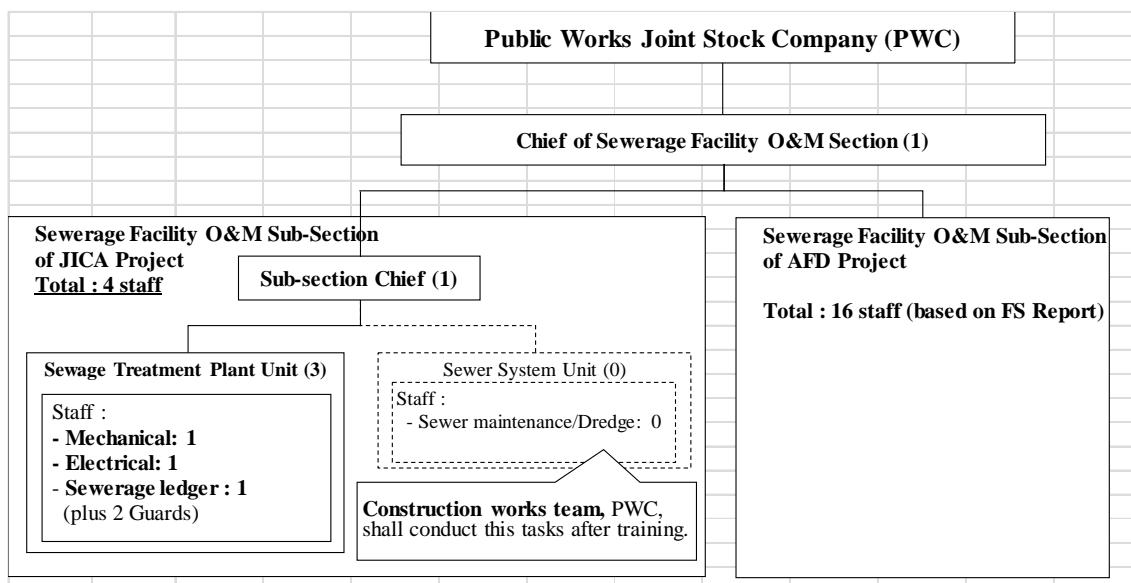 Public Works Joint Stock Company (PWC)
Chief of Sewerage Facility O&M Section (1)
Sewerage Facility O&M Sub-Section
of JICA Project
Total : 4 staff
Sub-section Chief (1)
Sewage Treatment Plant Unit (3)
Staff :
- Mechanical: 1
- Electrical: 1
- Sewerage ledger : 1
(plus 2 Guards)
Sewer System Unit (0)
Staff :
- Sewer maintenance/Dredge: 0
Construction works team, PWC,
shall conduct this tasks after training.
Sewerage Facility O&M Sub-Section
of AFD Project
Total : 16 staff (based on FS Report)